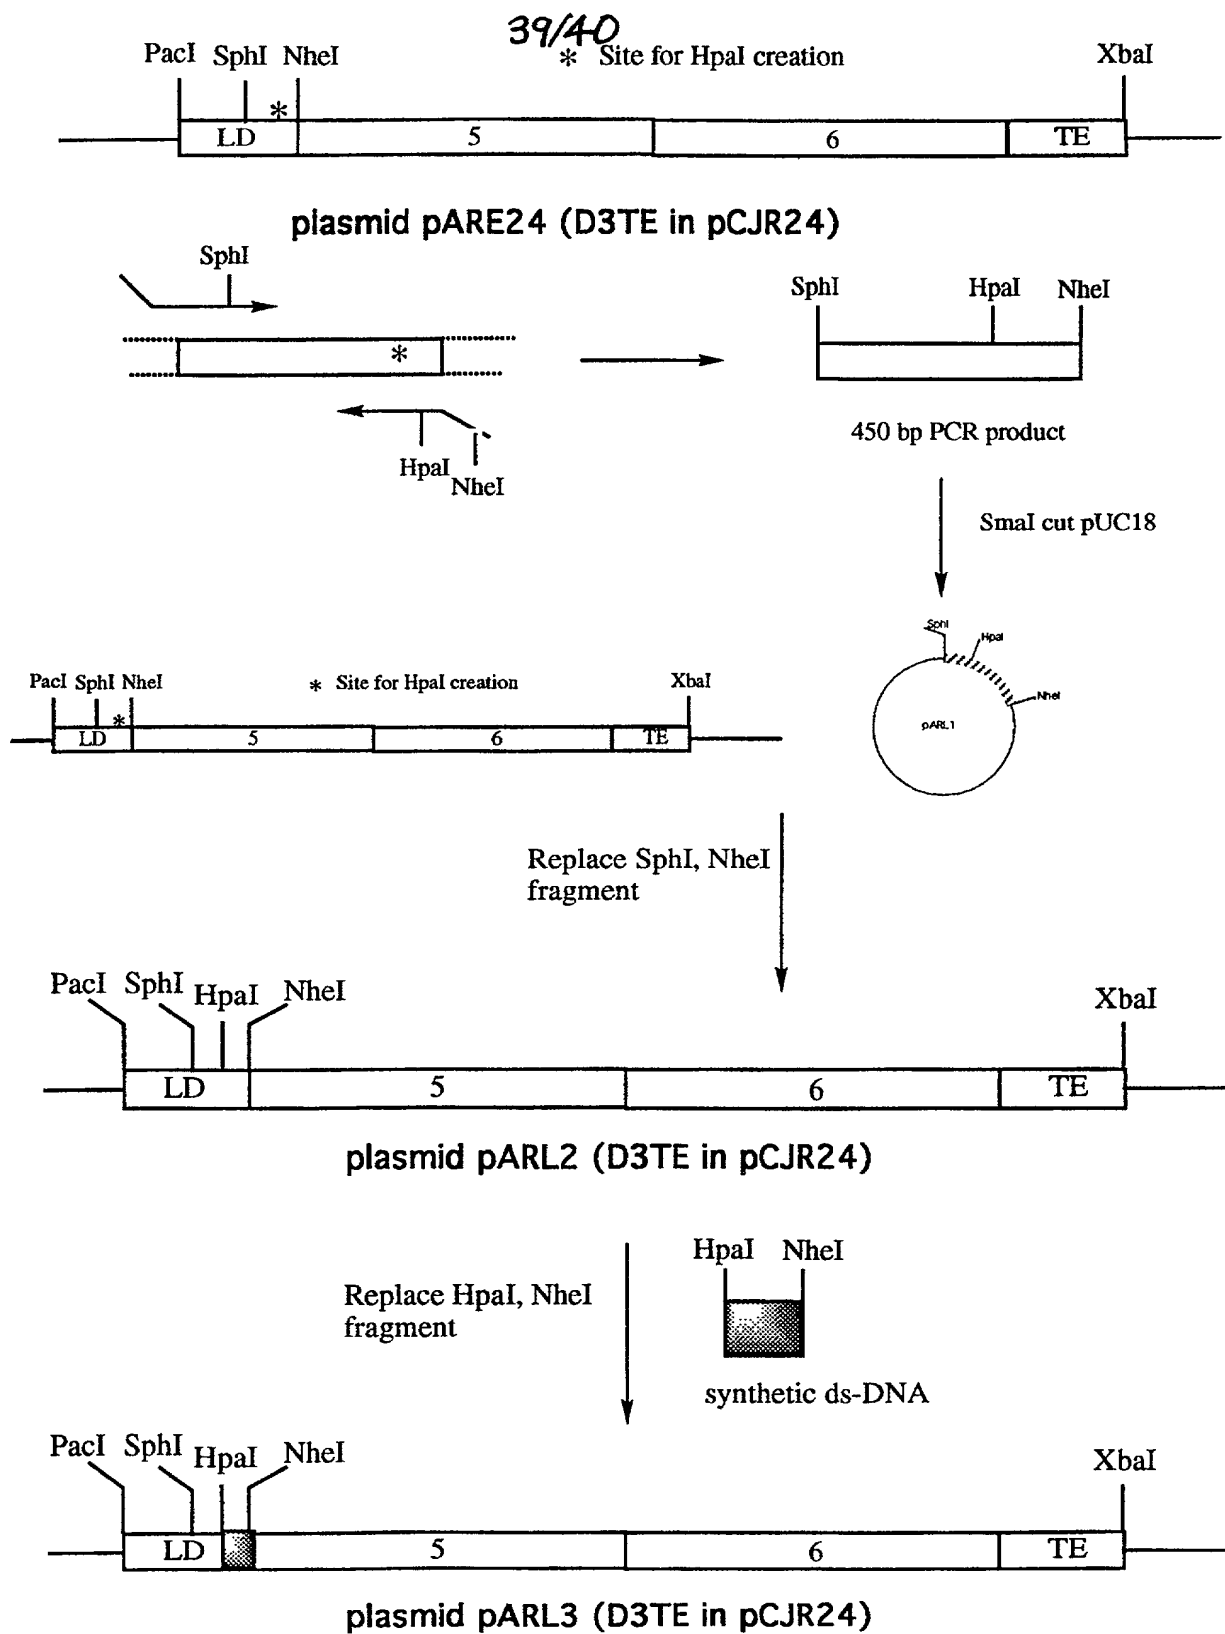 39/40
PacI SphI NheI * Site for HpaI creation XbaI
*
LD 5 6 TE
plasmid pARE24 (D3TE in pCJR24)
SphI
*
HpaI
NheI
SphI HpaI NheI
450 bp PCR product
SmaI cut pUC18
SphI
HpaI
NheI
pARL1
PacI SphI NheI * Site for HpaI creation XbaI
*
LD 5 6 TE
Replace SphI, NheI
fragment
PacI SphI HpaI NheI XbaI
LD 5 6 TE
plasmid pARL2 (D3TE in pCJR24)
Replace HpaI, NheI
fragment
HpaI NheI
synthetic ds-DNA
PacI SphI HpaI NheI XbaI
LD 5 6 TE
plasmid pARL3 (D3TE in pCJR24)